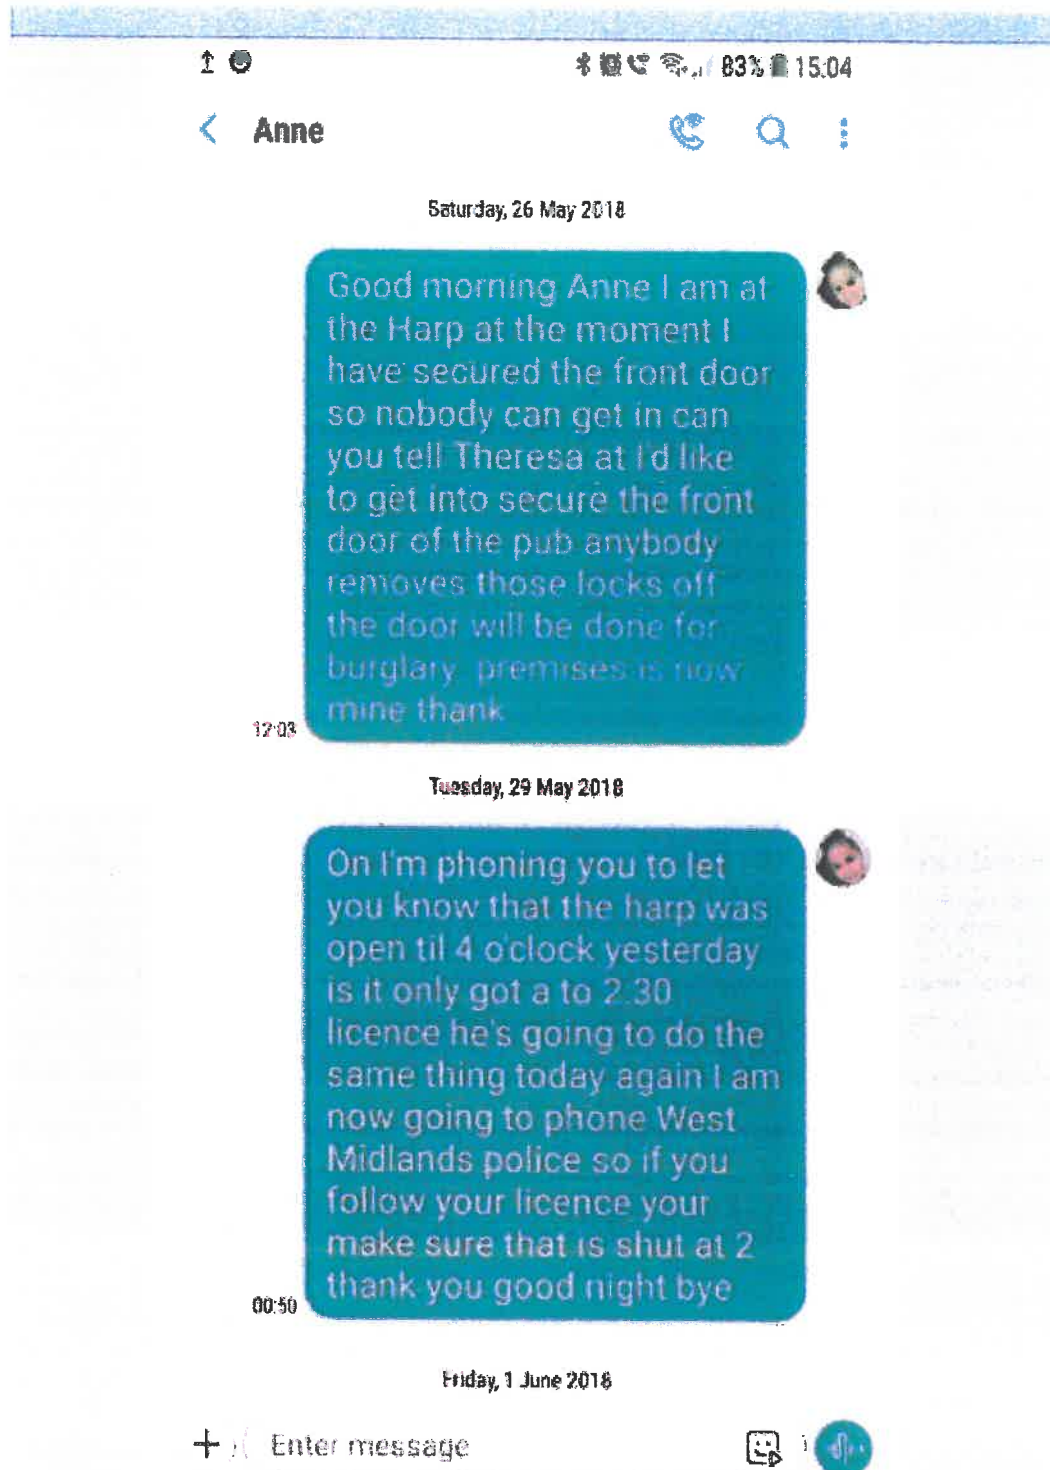 83% 15:04
Anne
Saturday, 26 May 2018
Good morning Anne I am at
the Harp at the moment I
have secured the front door
so nobody can get in can
you tell Theresa at I'd like
to get into secure the front
door of the pub anybody
removes those locks off
the door will be done for
burglary premises is now
mine thank
12:03
Tuesday, 29 May 2018
On I'm phoning you to let
you know that the harp was
open til 4 o'clock yesterday
is it only got a to 2.30
licence he's going to do the
same thing today again I am
now going to phone West
Midlands police so if you
follow your licence your
make sure that is shut at 2
thank you good night bye
00:50
Friday, 1 June 2018
Enter message